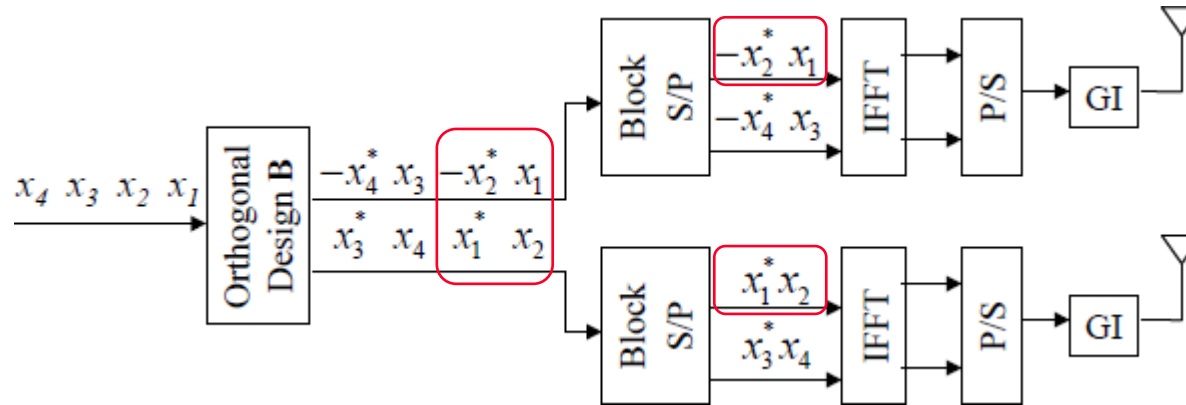 x₄ x₃ x₂ x₁
Orthogonal
Design B
−x₄* x₃ −x₂* x₁
x₃* x₄ x₁* x₂
Block
S/P
−x₂* x₁
−x₄* x₃
IFFT
P/S
GI
Block
S/P
x₁* x₂
x₃* x₄
IFFT
P/S
GI